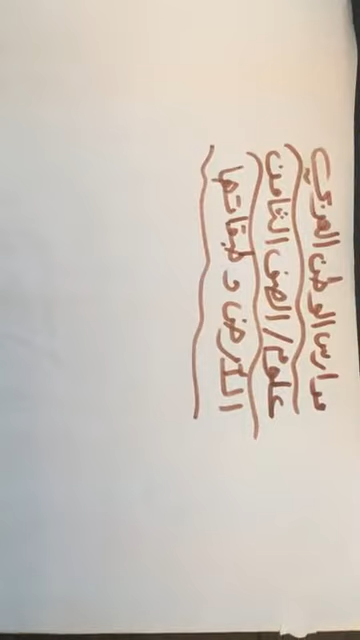 مدارس الوطن العربي
علوم / الصف الثامن
الأرض و طبقاتها